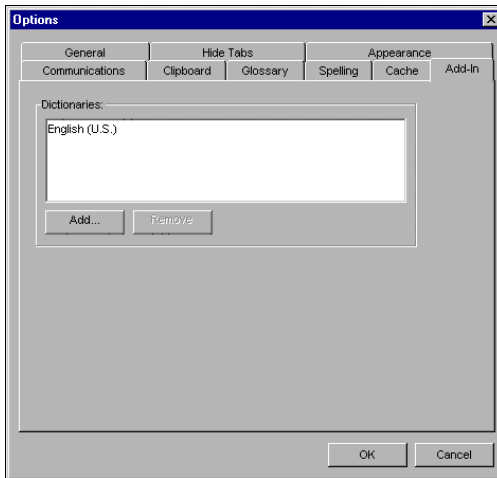 Options
General Hide Tabs Appearance
Communications Clipboard Glossary Spelling Cache Add-In
Dictionaries:
English (U.S.)
Add... Remove
OK Cancel